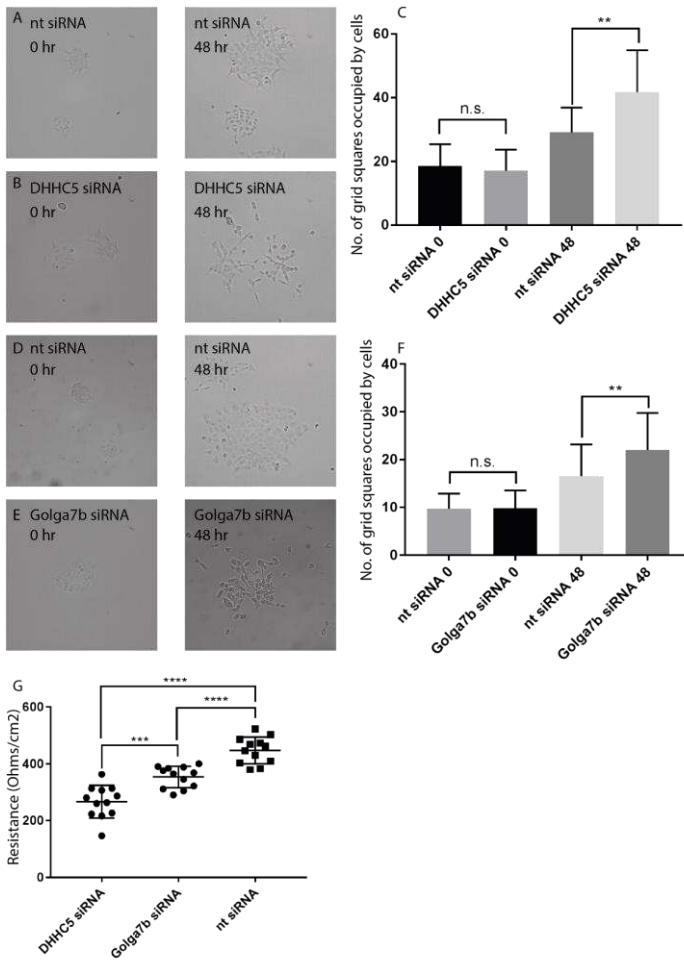 A
nt siRNA
0 hr
nt siRNA
48 hr
B
DHHC5 siRNA
0 hr
DHHC5 siRNA
48 hr
C
No. of grid squares occupied by cells
60
40
20
0
n.s.
**
nt siRNA 0
DHHC5 siRNA 0
nt siRNA 48
DHHC5 siRNA 48
D
nt siRNA
0 hr
nt siRNA
48 hr
E
Golga7b siRNA
0 hr
Golga7b siRNA
48 hr
F
No. of grid squares occupied by cells
40
30
20
10
0
n.s.
**
nt siRNA 0
Golga7b siRNA 0
nt siRNA 48
Golga7b siRNA 48
G
Resistance (Ohms/cm2)
600
400
200
0
****
****
***
DHHC5 siRNA
Golga7b siRNA
nt siRNA